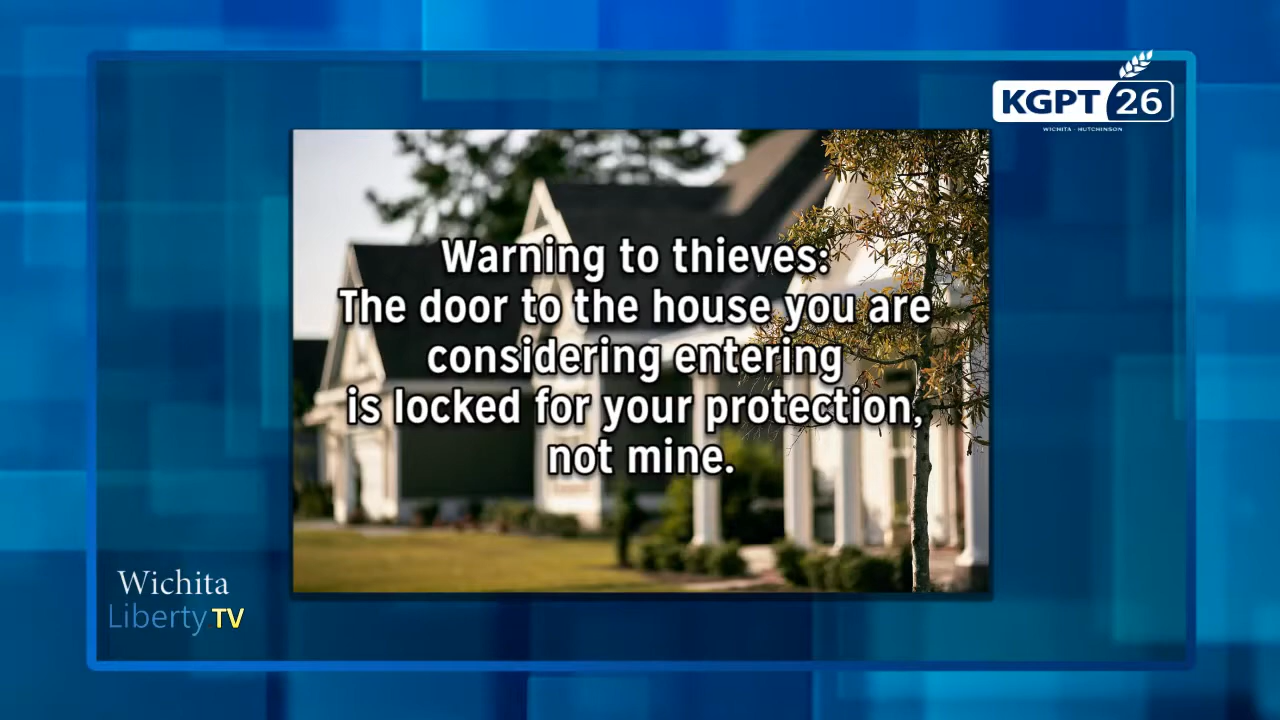 KGPT 26
WICHITA - HUTCHINSON
Warning to thieves:
The door to the house you are
considering entering
is locked for your protection,
not mine.
Wichita
Liberty TV